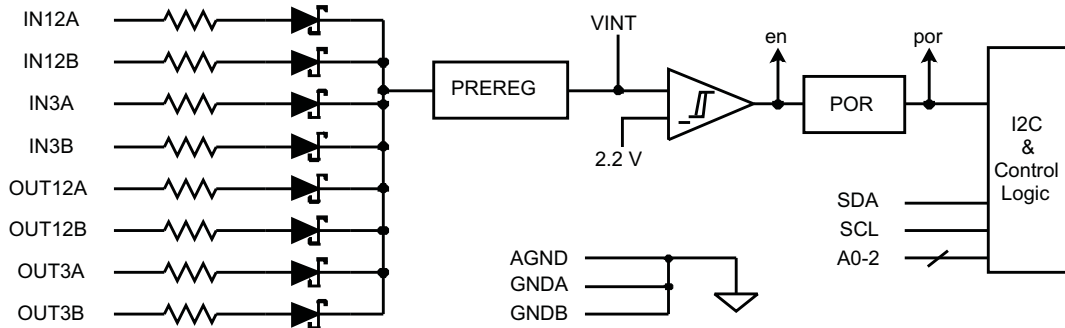 IN12A
IN12B
IN3A
IN3B
OUT12A
OUT12B
OUT3A
OUT3B
PREREG
VINT
2.2 V
en
POR
por
I2C
&
Control
Logic
SDA
SCL
A0-2
AGND
GNDA
GNDB